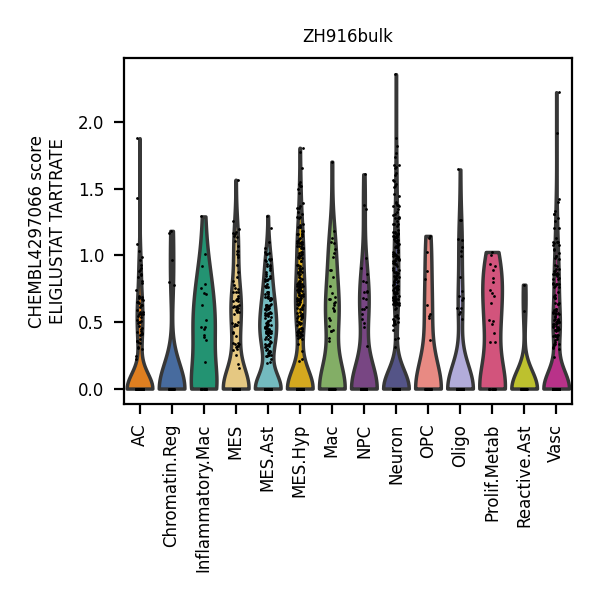 ZH916bulk
CHEMBL4297066 score
ELIGLUSTAT TARTRATE
2.0
1.5
1.0
0.5
0.0
AC
Chromatin.Reg
Inflammatory.Mac
MES
MES.Ast
MES.Hyp
Mac
NPC
Neuron
OPC
Oligo
Prolif.Metab
Reactive.Ast
Vasc